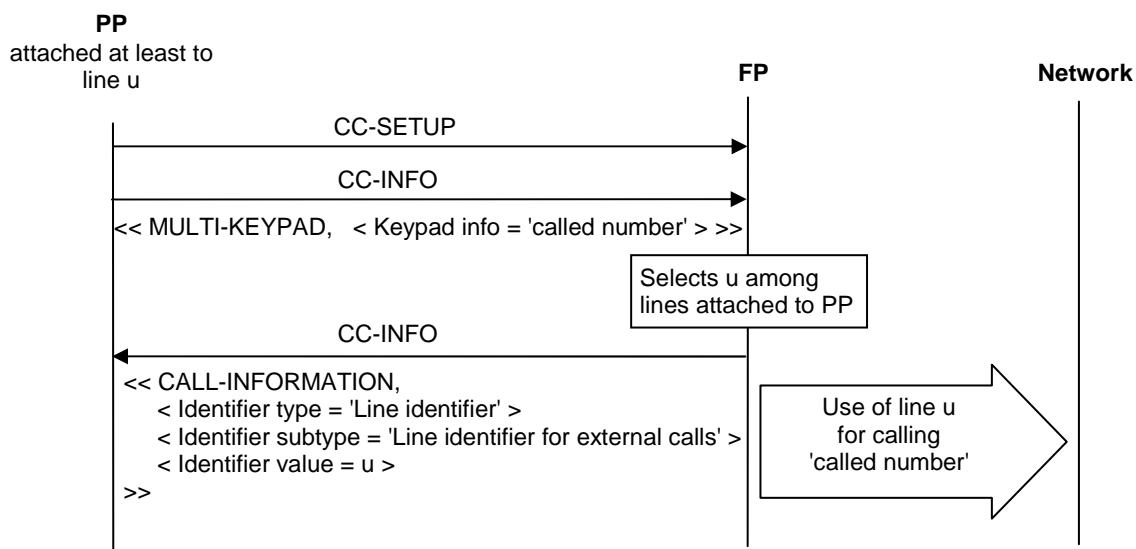 PP
attached at least to
line u
FP
Network
CC-SETUP
CC-INFO
<< MULTI-KEYPAD, < Keypad info = 'called number' > >>
Selects u among
lines attached to PP
CC-INFO
<< CALL-INFORMATION,
< Identifier type = 'Line identifier' >
< Identifier subtype = 'Line identifier for external calls' >
< Identifier value = u >
>>
Use of line u
for calling
'called number'